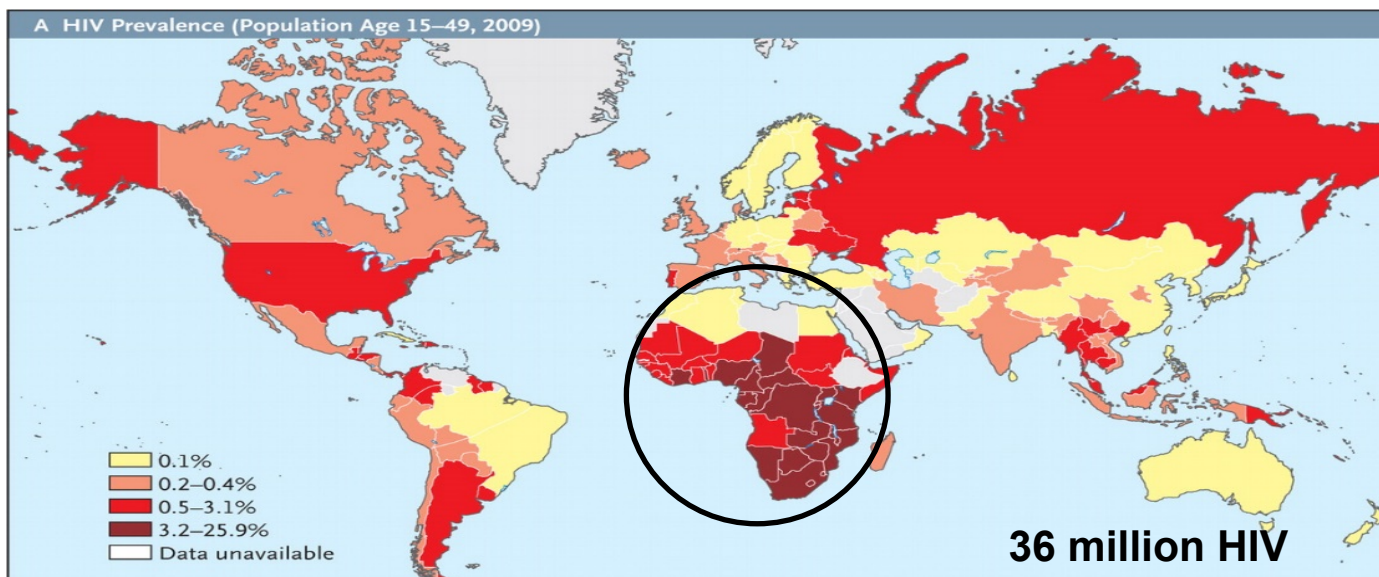 A HIV Prevalence (Population Age 15–49, 2009)
0.1%
0.2–0.4%
0.5–3.1%
3.2–25.9%
Data unavailable
36 million HIV